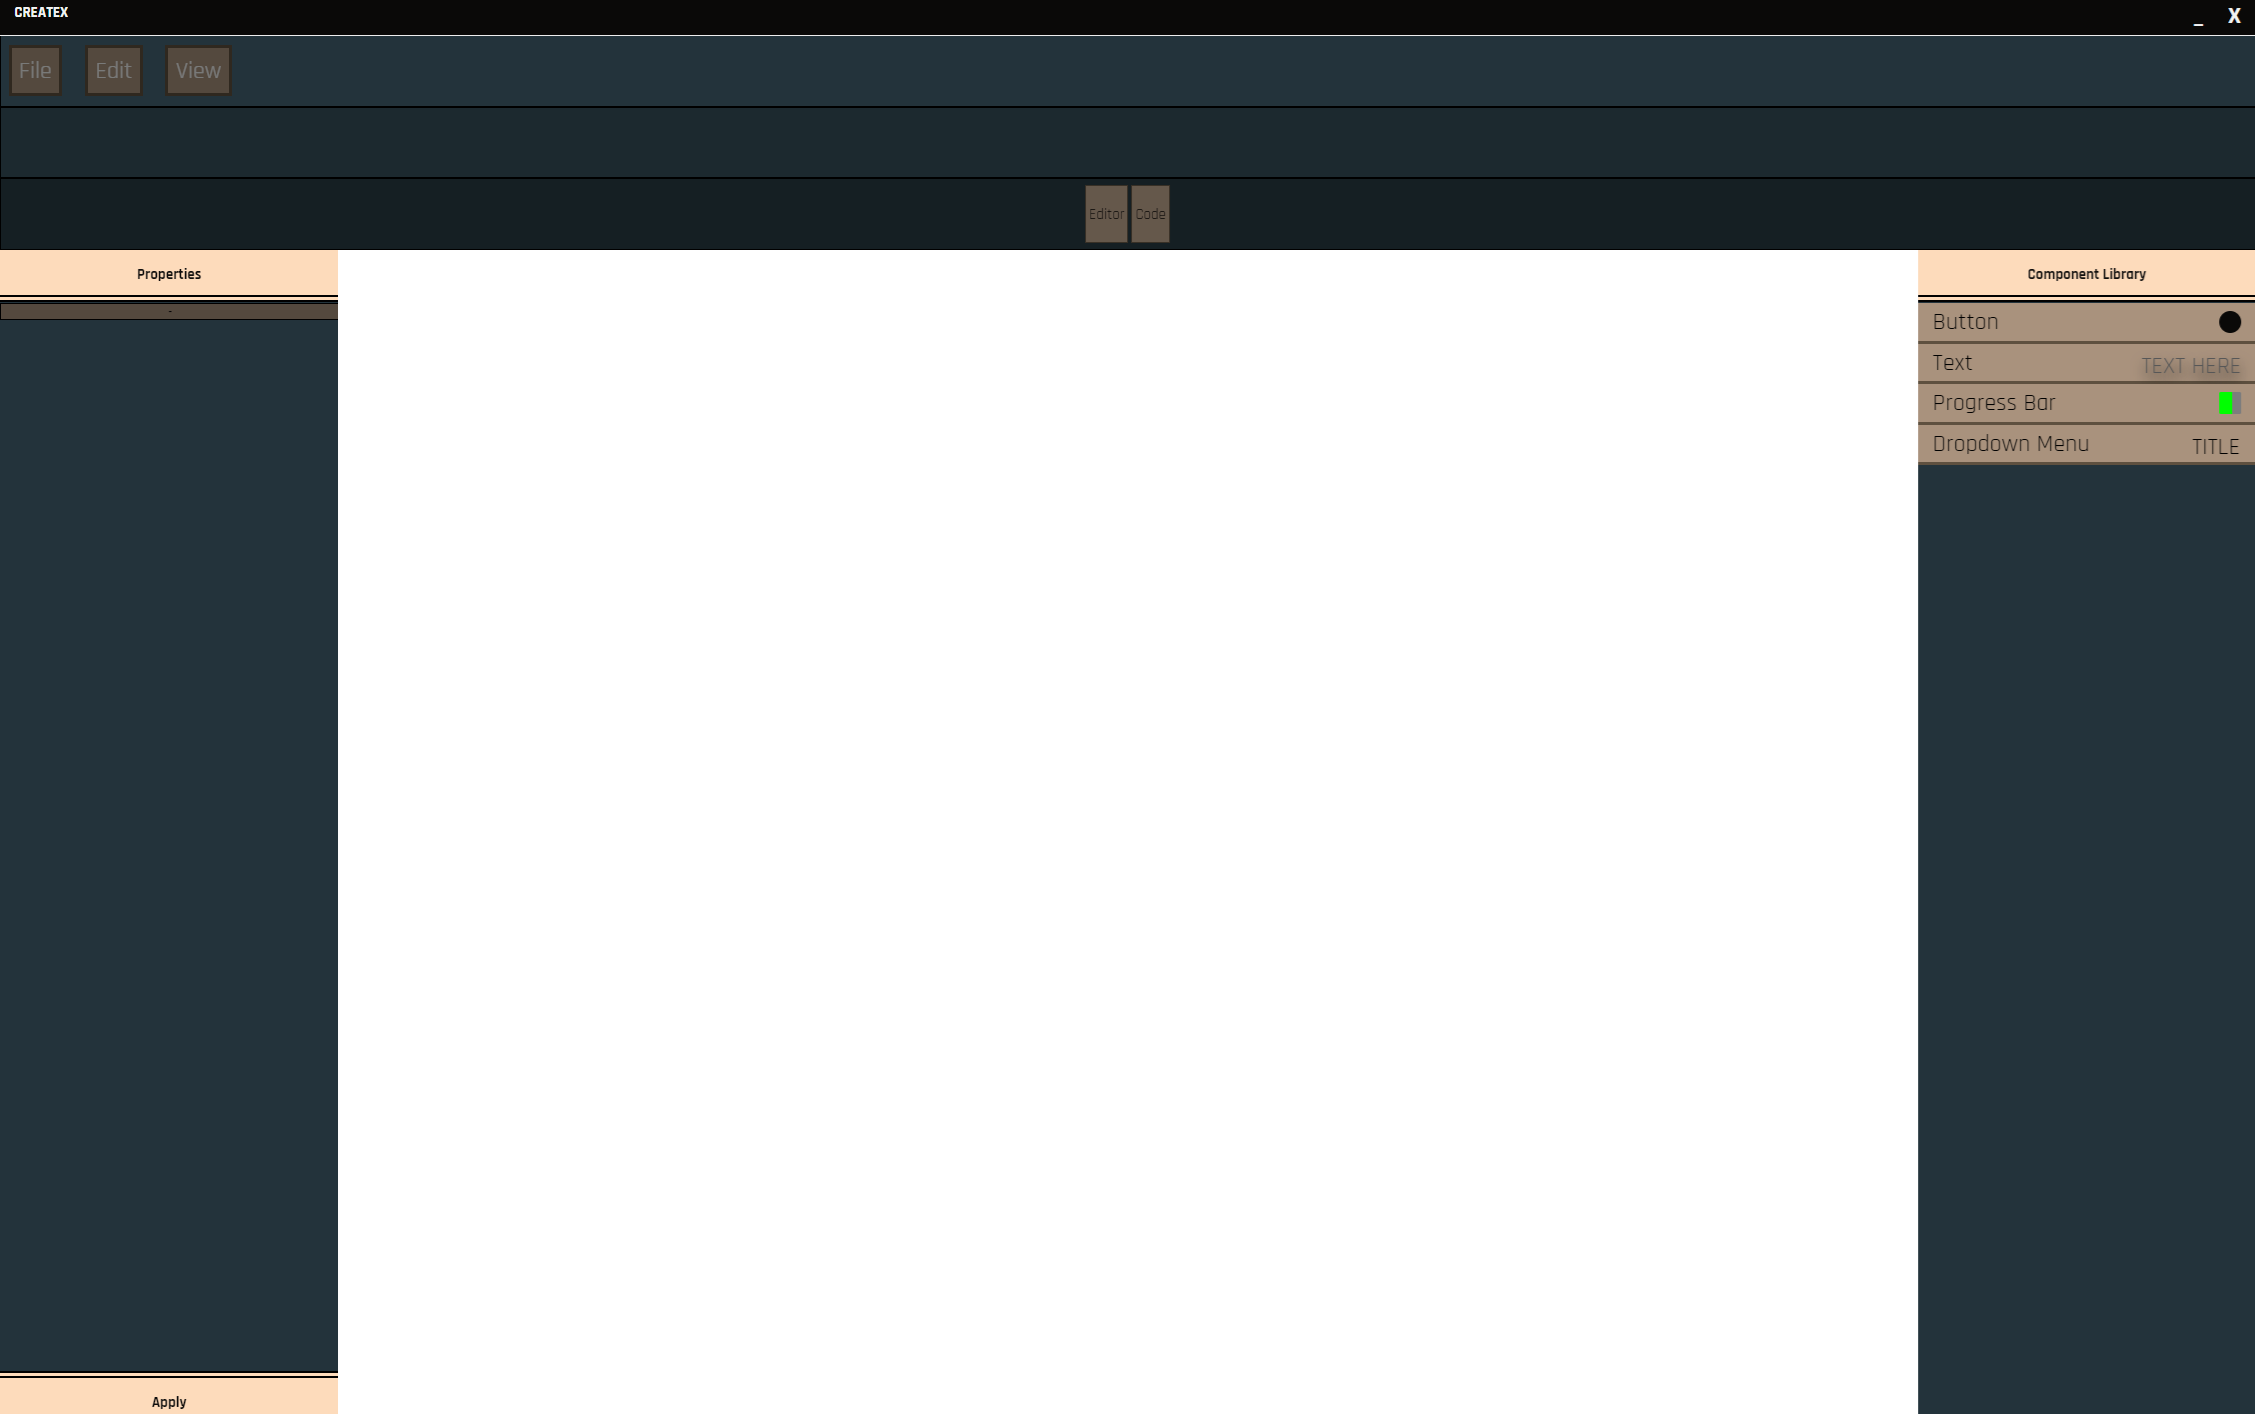 CREATEX
_ X
File Edit View
Editor Code
Properties
-
Component Library
Button
Text TEXT HERE
Progress Bar
Dropdown Menu TITLE
Apply